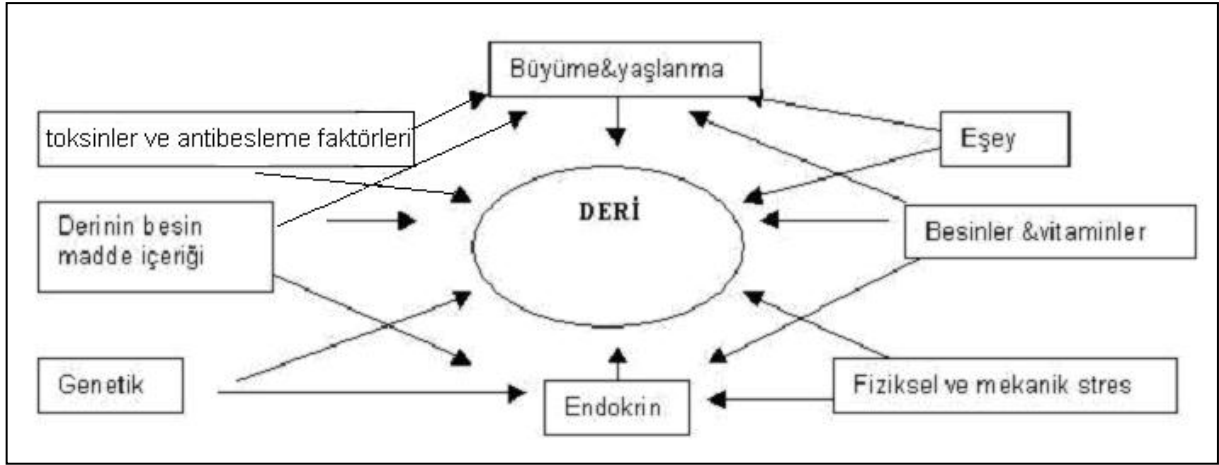 Büyüme&yaşlanma
toksinler ve antibesleme faktörleri
Eşey
DERİ
Derinin besin
madde içeriği
Besinler &vitaminler
Genetik
Endokrin
Fiziksel ve mekanik stres